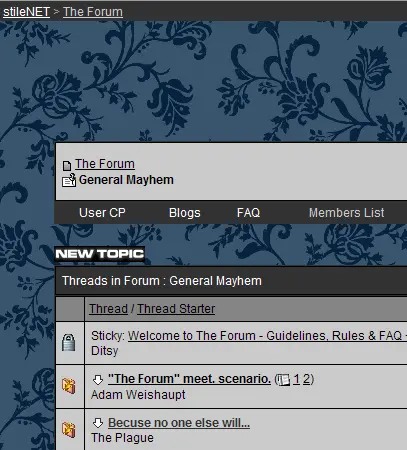 stileNET > The Forum
The Forum
General Mayhem
User CP Blogs FAQ Members List
NEW TOPIC
Threads in Forum : General Mayhem
Thread / Thread Starter
Sticky: Welcome to The Forum - Guidelines, Rules & FAQ -
Ditsy
"The Forum" meet. scenario. (1 2)
Adam Weishaupt
Becuse no one else will...
The Plague